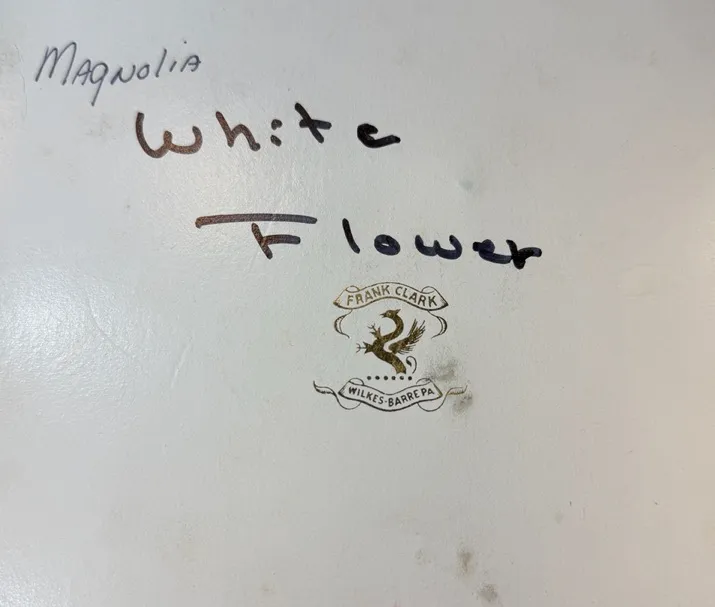 Magnolia
White
Flower
FRANK CLARK
WILKES-BARRE PA